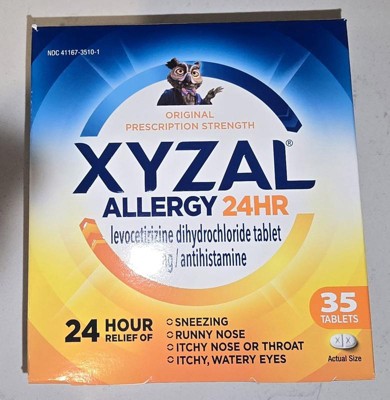 NDC 41167-3510-1
ORIGINAL
PRESCRIPTION STRENGTH
XYZAL®
ALLERGY 24HR
levocetirizine dihydrochloride tablet
/ antihistamine
35
TABLETS
24 HOUR
RELIEF OF
SNEEZING
RUNNY NOSE
ITCHY NOSE OR THROAT
ITCHY, WATERY EYES
X X
Actual Size